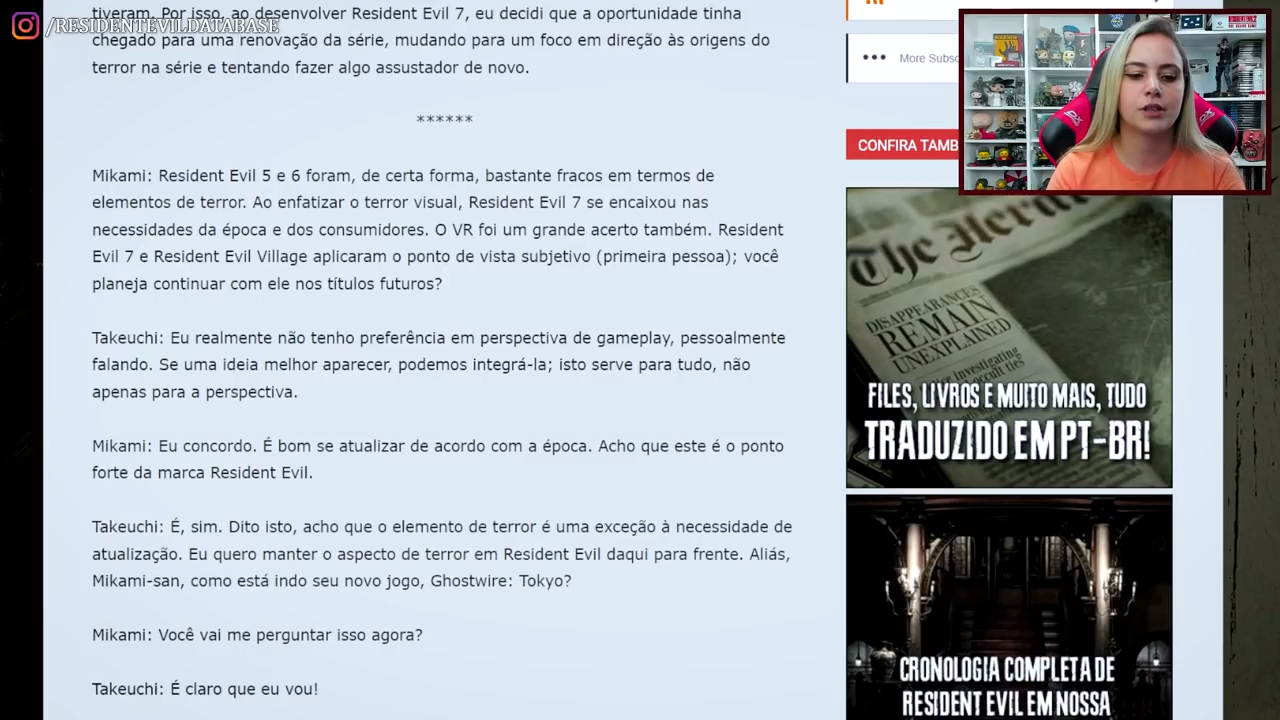 /RESIDENTEVILDATABASE
tiveram. Por isso, ao desenvolver Resident Evil 7, eu decidi que a oportunidade tinha
chegado para uma renovação da série, mudando para um foco em direção às origens do
terror na série e tentando fazer algo assustador de novo.
******
Mikami: Resident Evil 5 e 6 foram, de certa forma, bastante fracos em termos de
elementos de terror. Ao enfatizar o terror visual, Resident Evil 7 se encaixou nas
necessidades da época e dos consumidores. O VR foi um grande acerto também. Resident
Evil 7 e Resident Evil Village aplicaram o ponto de vista subjetivo (primeira pessoa); você
planeja continuar com ele nos títulos futuros?
Takeuchi: Eu realmente não tenho preferência em perspectiva de gameplay, pessoalmente
falando. Se uma ideia melhor aparecer, podemos integrá-la; isto serve para tudo, não
apenas para a perspectiva.
Mikami: Eu concordo. É bom se atualizar de acordo com a época. Acho que este é o ponto
forte da marca Resident Evil.
Takeuchi: É, sim. Dito isto, acho que o elemento de terror é uma exceção à necessidade de
atualização. Eu quero manter o aspecto de terror em Resident Evil daqui para frente. Aliás,
Mikami-san, como está indo seu novo jogo, Ghostwire: Tokyo?
Mikami: Você vai me perguntar isso agora?
Takeuchi: É claro que eu vou!
More Subsc
CONFIRA TAMB
The Her
DISAPPEARANCES
REMAIN
UNEXPLAINED
investigating
occult ties
FILES, LIVROS E MUITO MAIS, TUDO
TRADUZIDO EM PT-BR!
CRONOLOGIA COMPLETA DE
RESIDENT EVIL EM NOSSA